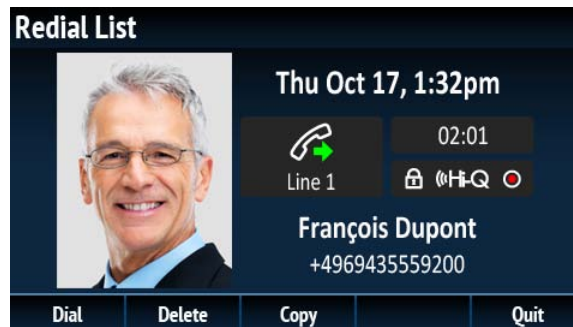 Redial List
Thu Oct 17, 1:32pm
Line 1
02:01
Hi-Q
François Dupont
+4969435559200
Dial Delete Copy Quit